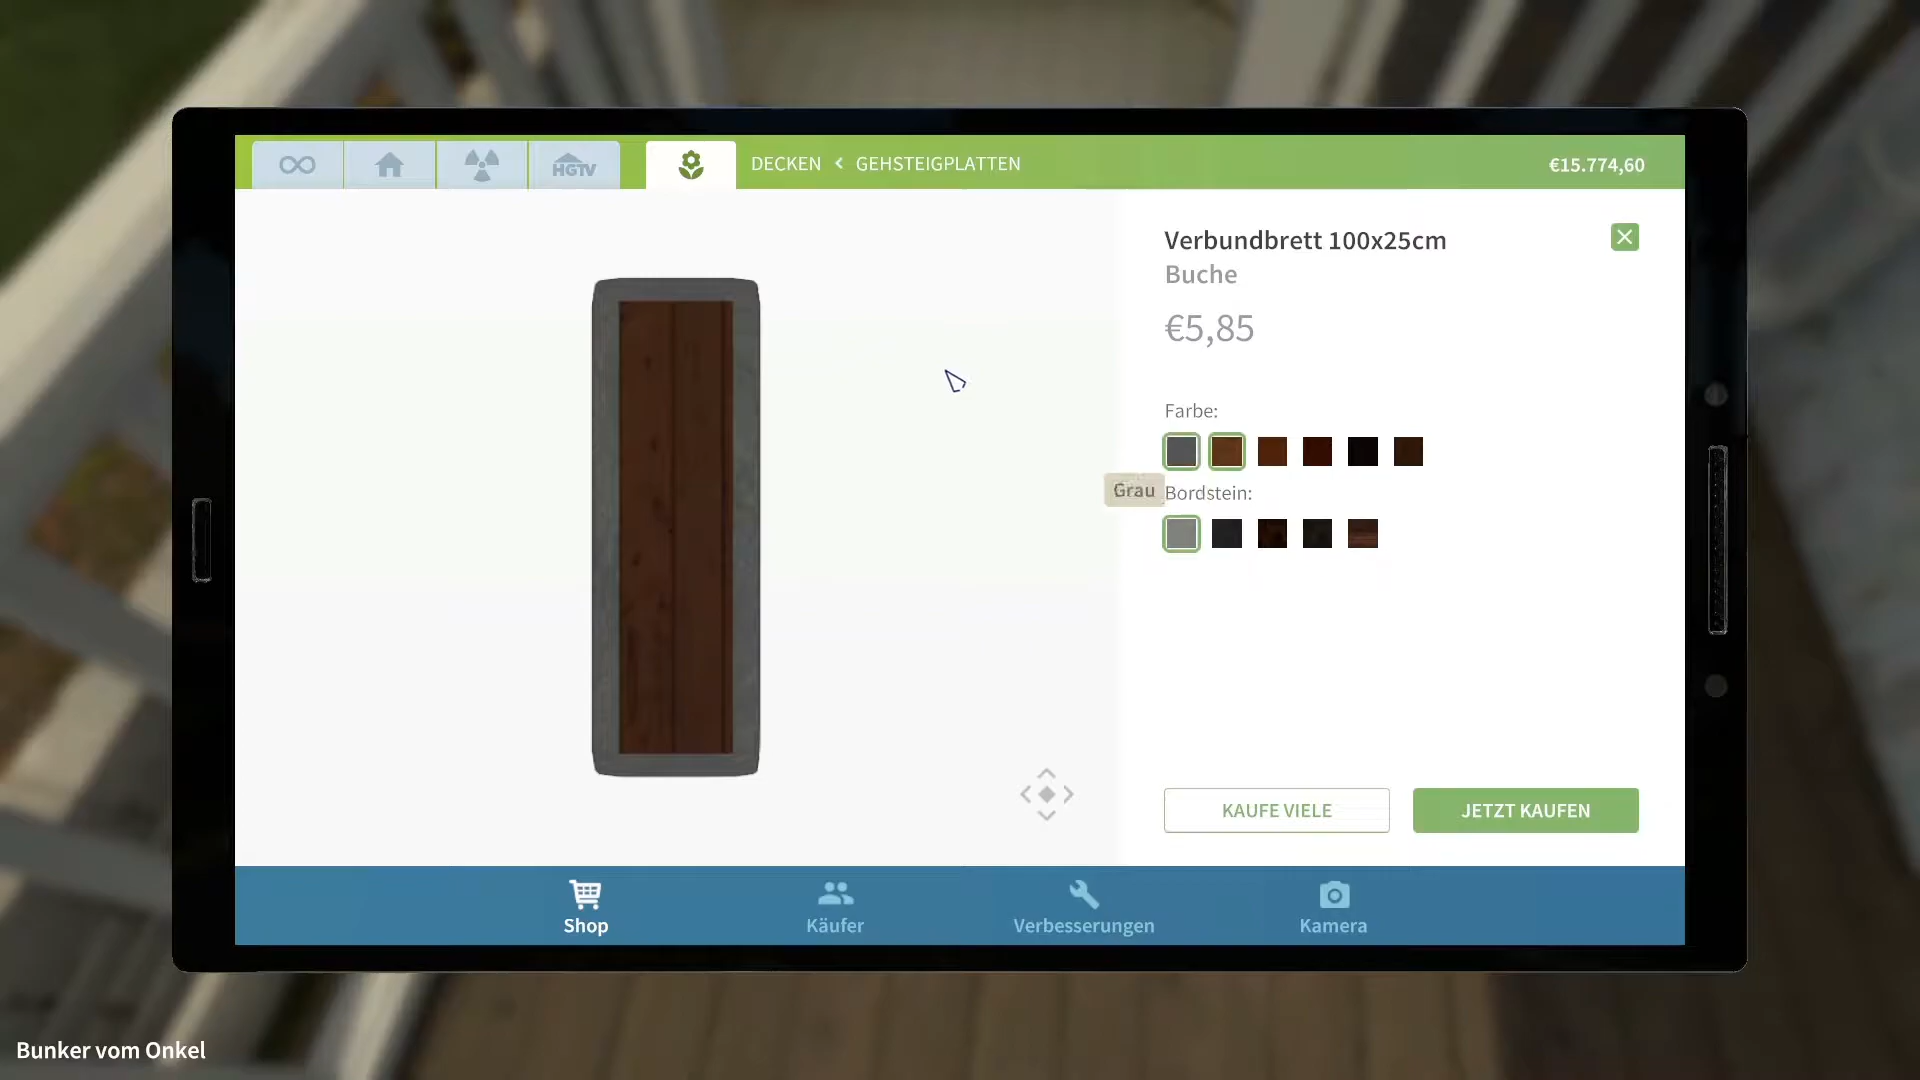 HGTV
DECKEN < GEHSTEIGPLATTEN
€15.774,60
Verbundbrett 100x25cm
Buche
€5,85
Farbe:
Grau
Bordstein:
KAUFE VIELE
JETZT KAUFEN
Shop
Käufer
Verbesserungen
Kamera
Bunker vom Onkel